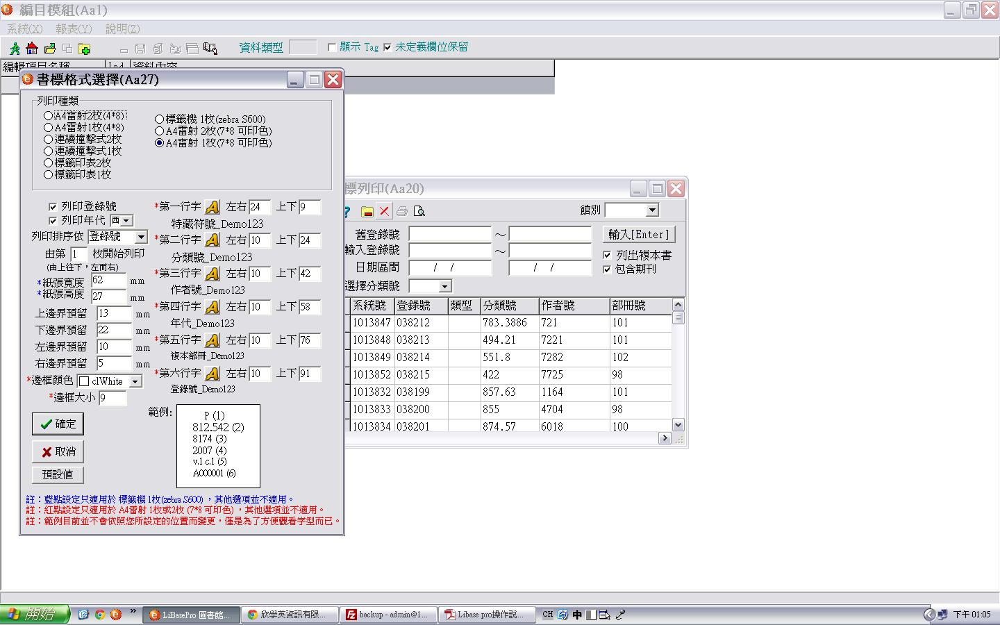 編目模組(Aa1)
系統(X) 報表(Y) 說明(Z)
資料類型 顯示 Tag 未定義欄位保留
編輯項目名稱 Ind 資料內容
書標格式選擇(Aa27)
列印種類
A4雷射2枚(4*8)
A4雷射1枚(4*8)
連續撞擊式2枚
連續撞擊式1枚
標籤印表2枚
標籤印表1枚
標籤機 1枚(zebra S600)
A4雷射 2枚(7*8 可印色)
A4雷射 1枚(7*8 可印色)
列印登錄號
列印年代 西
列印排序依 登錄號
由第 1 枚開始列印
(由上往下，左而右)
*紙張寬度 62 mm
*紙張高度 27 mm
上邊界預留 13 mm
下邊界預留 22 mm
左邊界預留 10 mm
右邊界預留 5 mm
*邊框顏色 clWhite
*邊框大小 9
確定
取消
預設值
*第一行字 A 左右 24 上下 9
特藏符號_Demo123
*第二行字 A 左右 10 上下 24
分類號_Demo123
*第三行字 A 左右 10 上下 42
作者號_Demo123
*第四行字 A 左右 10 上下 58
年代_Demo123
*第五行字 A 左右 10 上下 76
複本部冊_Demo123
*第六行字 A 左右 10 上下 91
登錄號_Demo123
範例:
P (1)
812.542 (2)
8174 (3)
2007 (4)
v.1 c.1 (5)
A000001 (6)
註：藍點設定只適用於 標籤機 1枚(zebra S600) ，其他選項並不適用。
註：紅點設定只適用於 A4雷射 1枚或2枚 (7*8 可印色) ，其他選項並不適用。
註：範例目前並不會依照您所設定的位置而變更，僅是為了方便觀看字型而已。
標列印(Aa20)
館別
舊登錄號 ～ 輸入[Enter]
輸入登錄號 ～ 列出複本書
日期區間 / / / / 包含期刊
選擇分類號
系統號 登錄號 類型 分類號 作者號 部冊號
1013847 038212 783.3886 721 101
1013848 038213 494.21 7221 101
1013849 038214 551.8 7282 102
1013852 038215 422 7725 98
1013832 038199 857.63 1164 101
1013833 038200 855 4704 98
1013834 038201 874.57 6018 100
開始 LiBasePro 圖書館... 欣學英資訊有限... backup - admin@1... Libase pro操作說... CH 中 下午 01:05